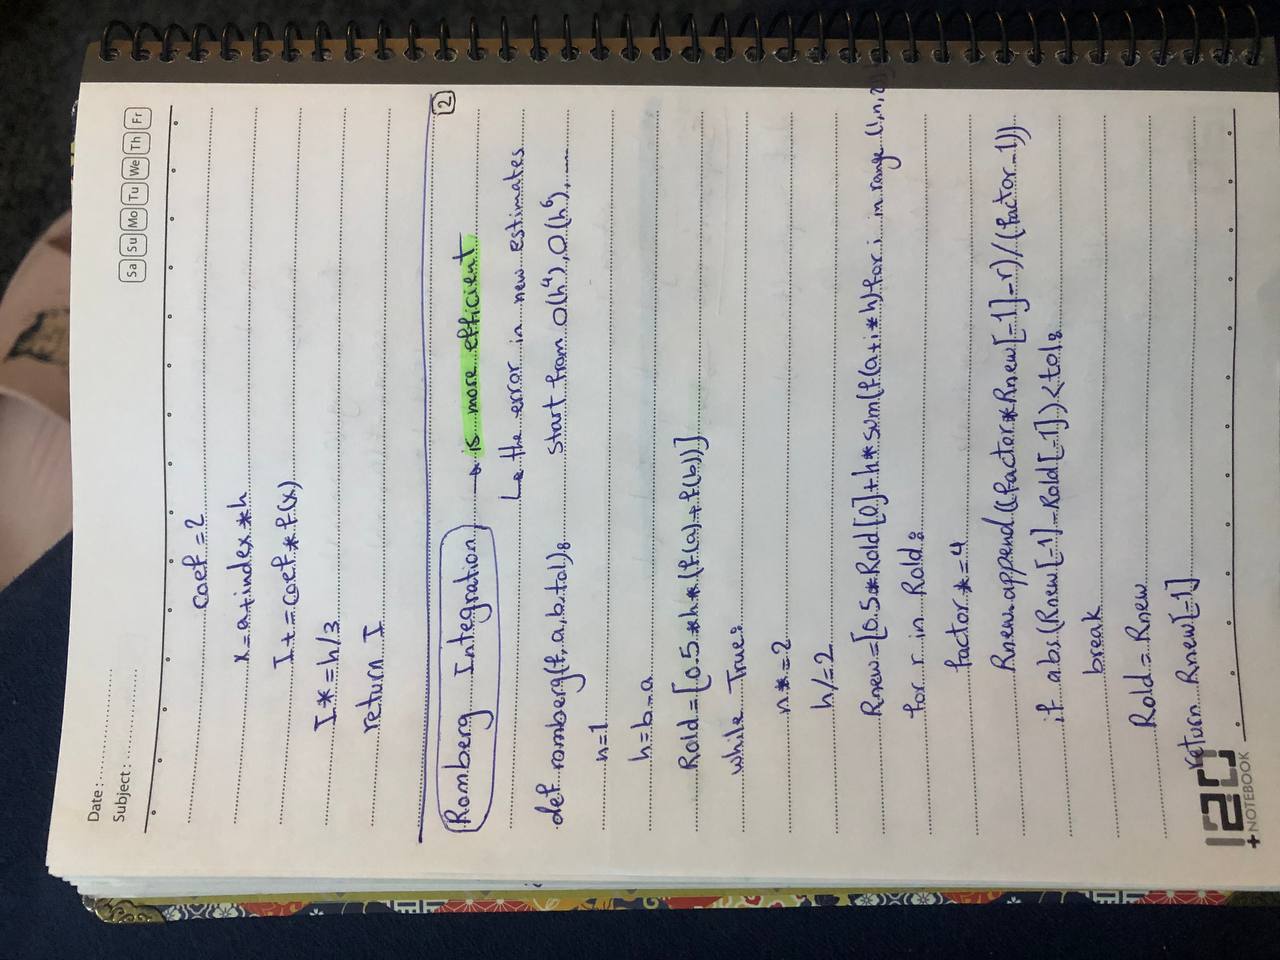 Date : ........................
Subject : ...................
Sa Su Mo Tu We Th Fr
coef = 2
x = a + index * h
I += coef * f(x)
I *= h/3
return I
2
Romberg Integration → is more efficient
↳ the error in new estimates
start from O(h⁴), O(h⁶), ....
def romberg(f, a, b, tol):
n=1
h=b-a
Rold = [0.5 * h * (f(a) + f(b))]
while True:
n *= 2
h /= 2
Rnew = [0.5 * Rold[0] + h * sum(f(a+i*h) for i in range (1,n,2
for r in Rold:
factor *= 4
Rnew.append((factor * Rnew[-1] - r)/(factor - 1))
if abs(Rnew[-1] - Rold[-1]) < tol:
break
Rold = Rnew
return Rnew[-1]
120
+NOTEBOOK